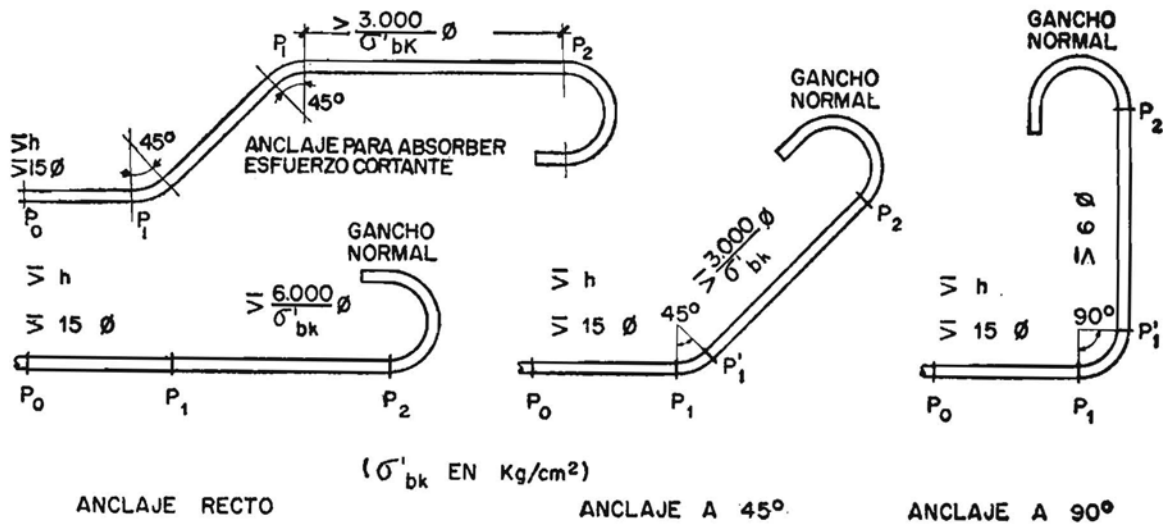 > 3.000 / σ'bK Ø
P1
P2
45°
45°
ANCLAJE PARA ABSORBER
ESFUERZO CORTANTE
≥ h
≥ 15 Ø
P0
P1
GANCHO
NORMAL
≥ h
≥ 15 Ø
≥ 6.000 / σ'bk Ø
P0
P1
P2
GANCHO
NORMAL
P2
≥ h
≥ 15 Ø
≥ 3.000 / σ'bk Ø
45°
P'1
P0
P1
GANCHO
NORMAL
P2
≥ 6 Ø
≥ h
≥ 15 Ø
90°
P'1
P0
P1
(σ'bk EN Kg/cm²)
ANCLAJE RECTO
ANCLAJE A 45°
ANCLAJE A 90°